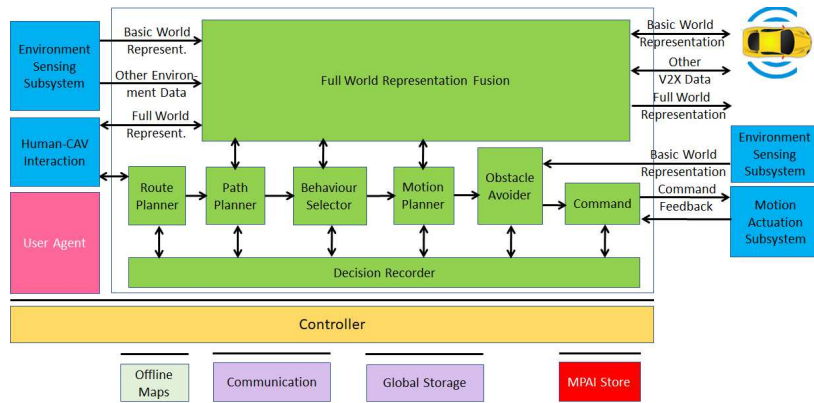 Environment
Sensing
Subsystem
Basic World
Represent.
Other Environ-
ment Data
Full World
Represent.
Human-CAV
Interaction
User Agent
Full World Representation Fusion
Route
Planner
Path
Planner
Behaviour
Selector
Motion
Planner
Obstacle
Avoider
Command
Decision Recorder
Basic World
Representation
Other
V2X Data
Full World
Representation
Basic World
Representation
Command
Feedback
Environment
Sensing
Subsystem
Motion
Actuation
Subsystem
Controller
Offline
Maps
Communication
Global Storage
MPAI Store